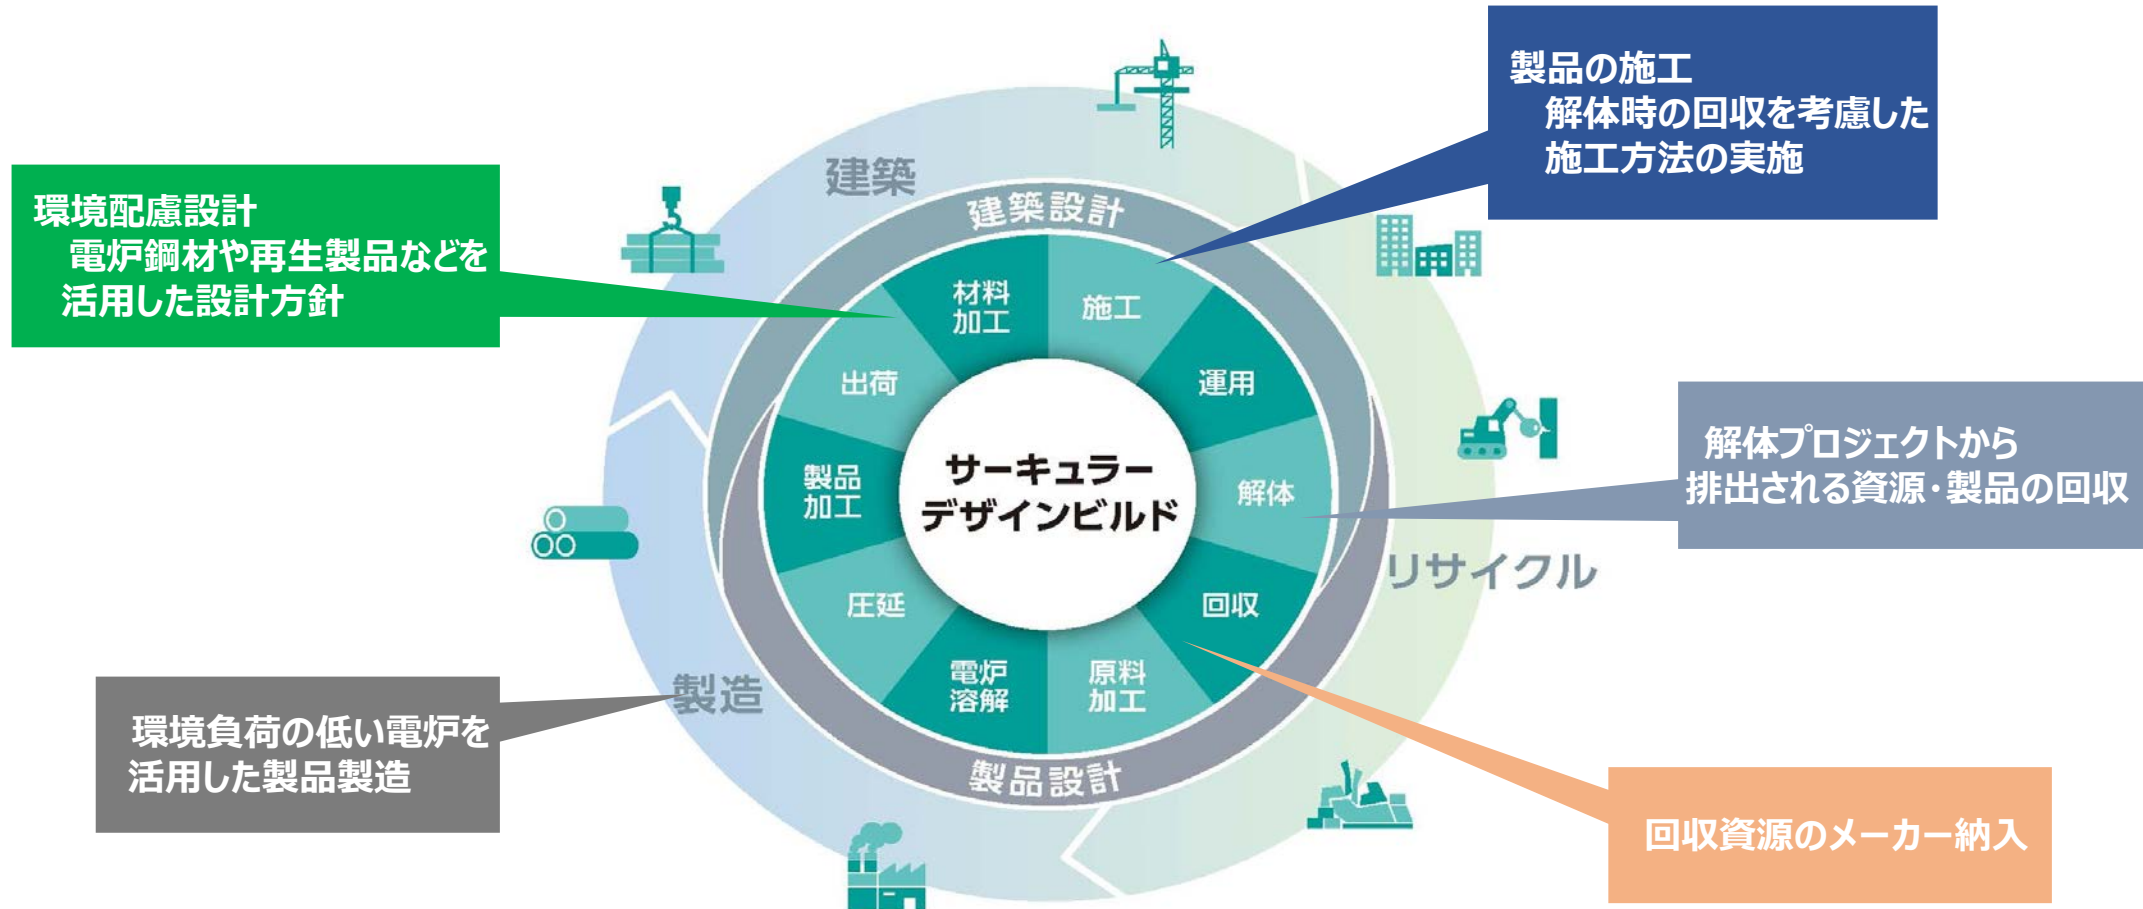 製品の施工
解体時の回収を考慮した
施工方法の実施
環境配慮設計
電炉鋼材や再生製品などを
活用した設計方針
建築
建築設計
材料
加工
施工
出荷
運用
サーキュラー
デザインビルド
製品
加工
解体
解体プロジェクトから
排出される資源・製品の回収
リサイクル
圧延
回収
電炉
溶解
原料
加工
製造
製品設計
環境負荷の低い電炉を
活用した製品製造
回収資源のメーカー納入